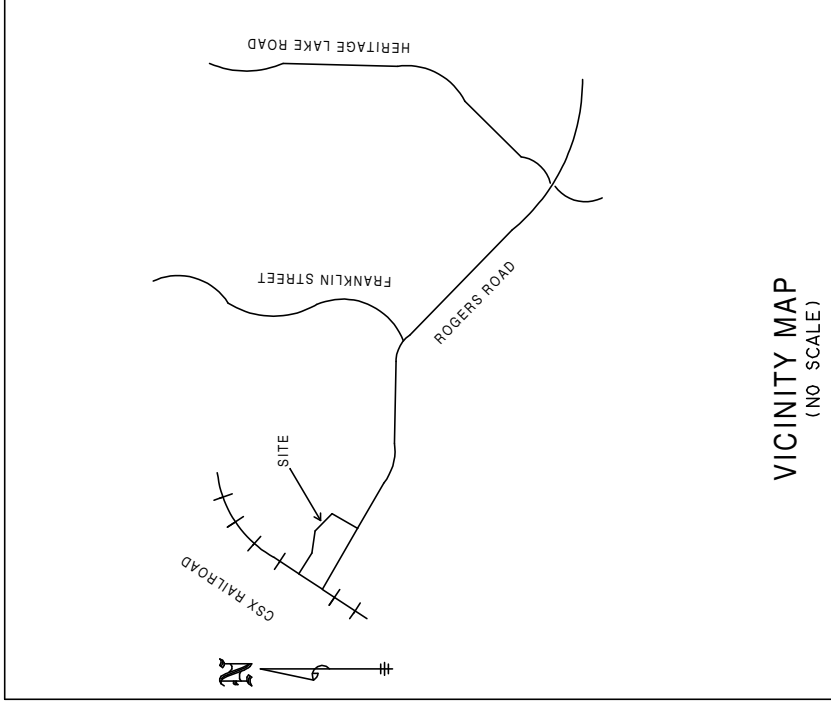 HERITAGE LAKE ROAD
FRANKLIN STREET
ROGERS ROAD
SITE
CSX RAILROAD
N
VICINITY MAP
(NO SCALE)